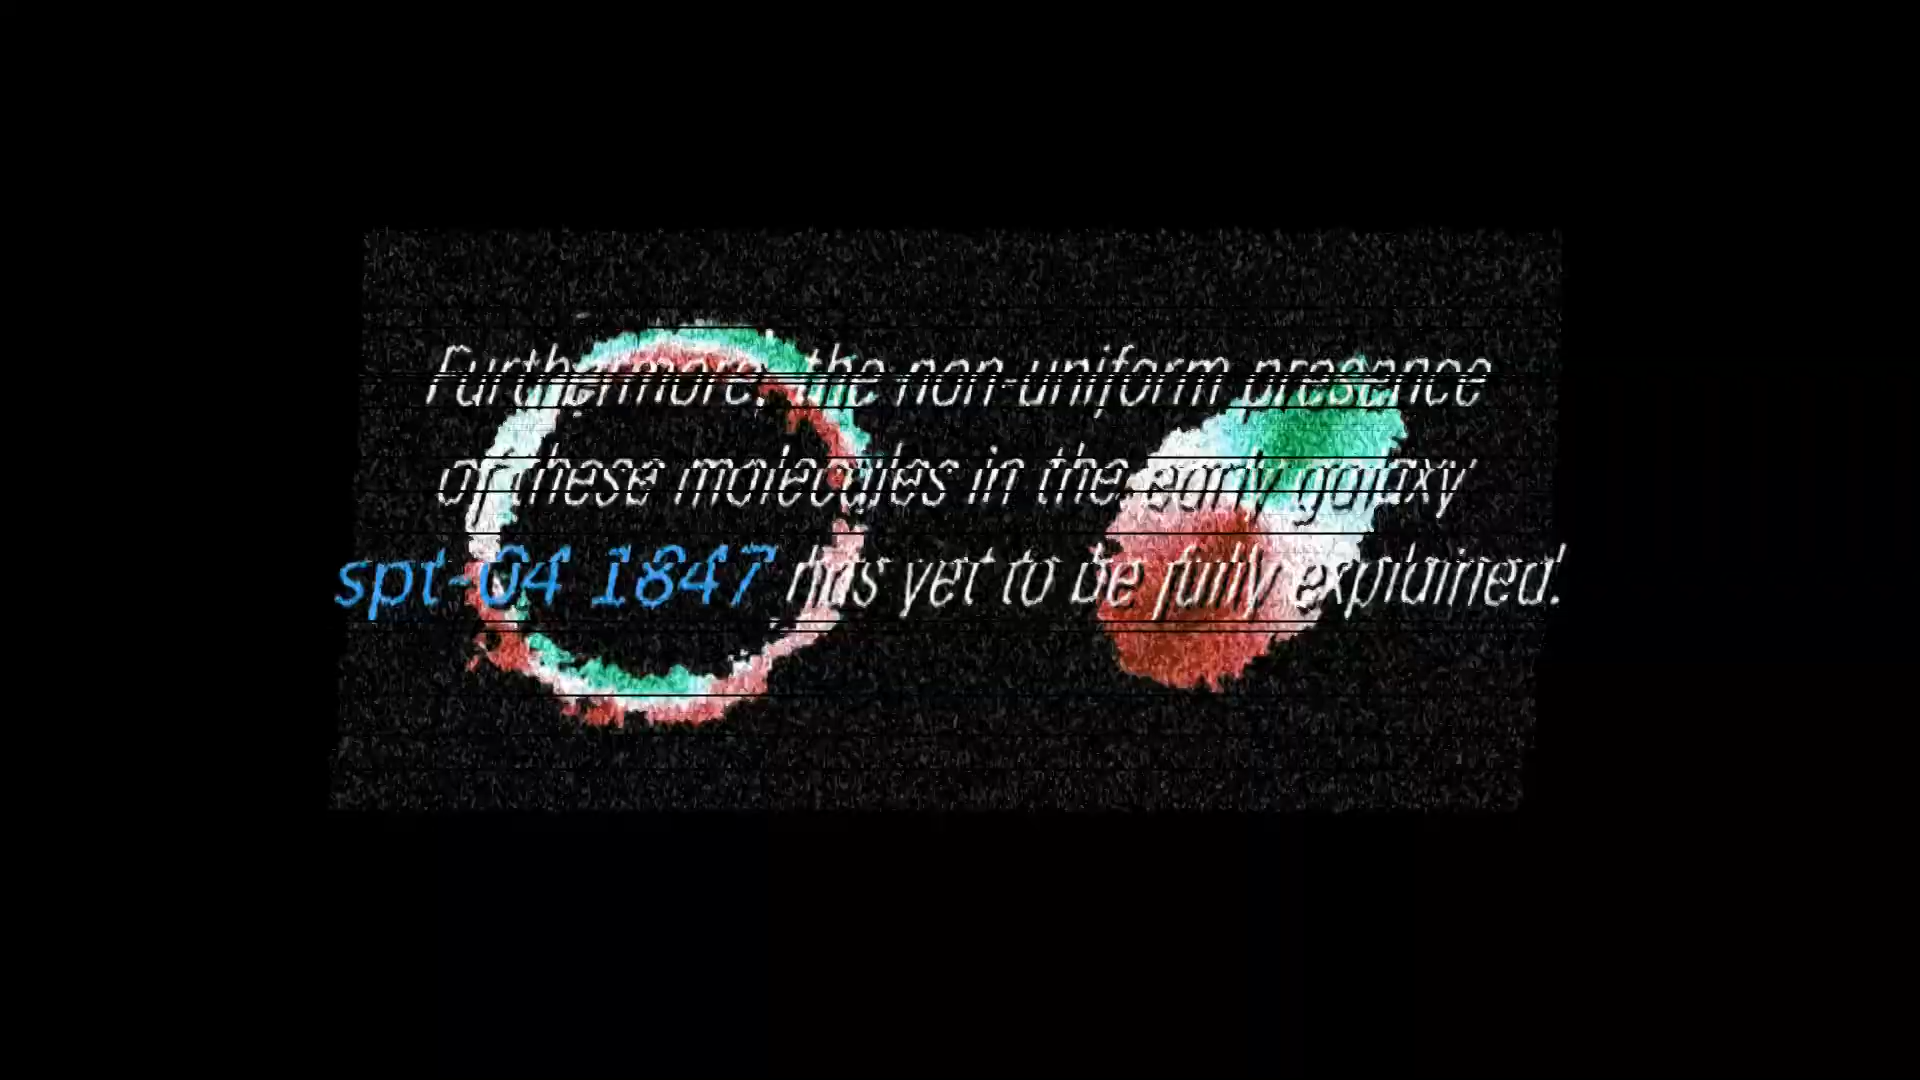 Furthermore, the non-uniform presence
of these molecules in the early galaxy
spt-04 1847 has yet to be fully explained.